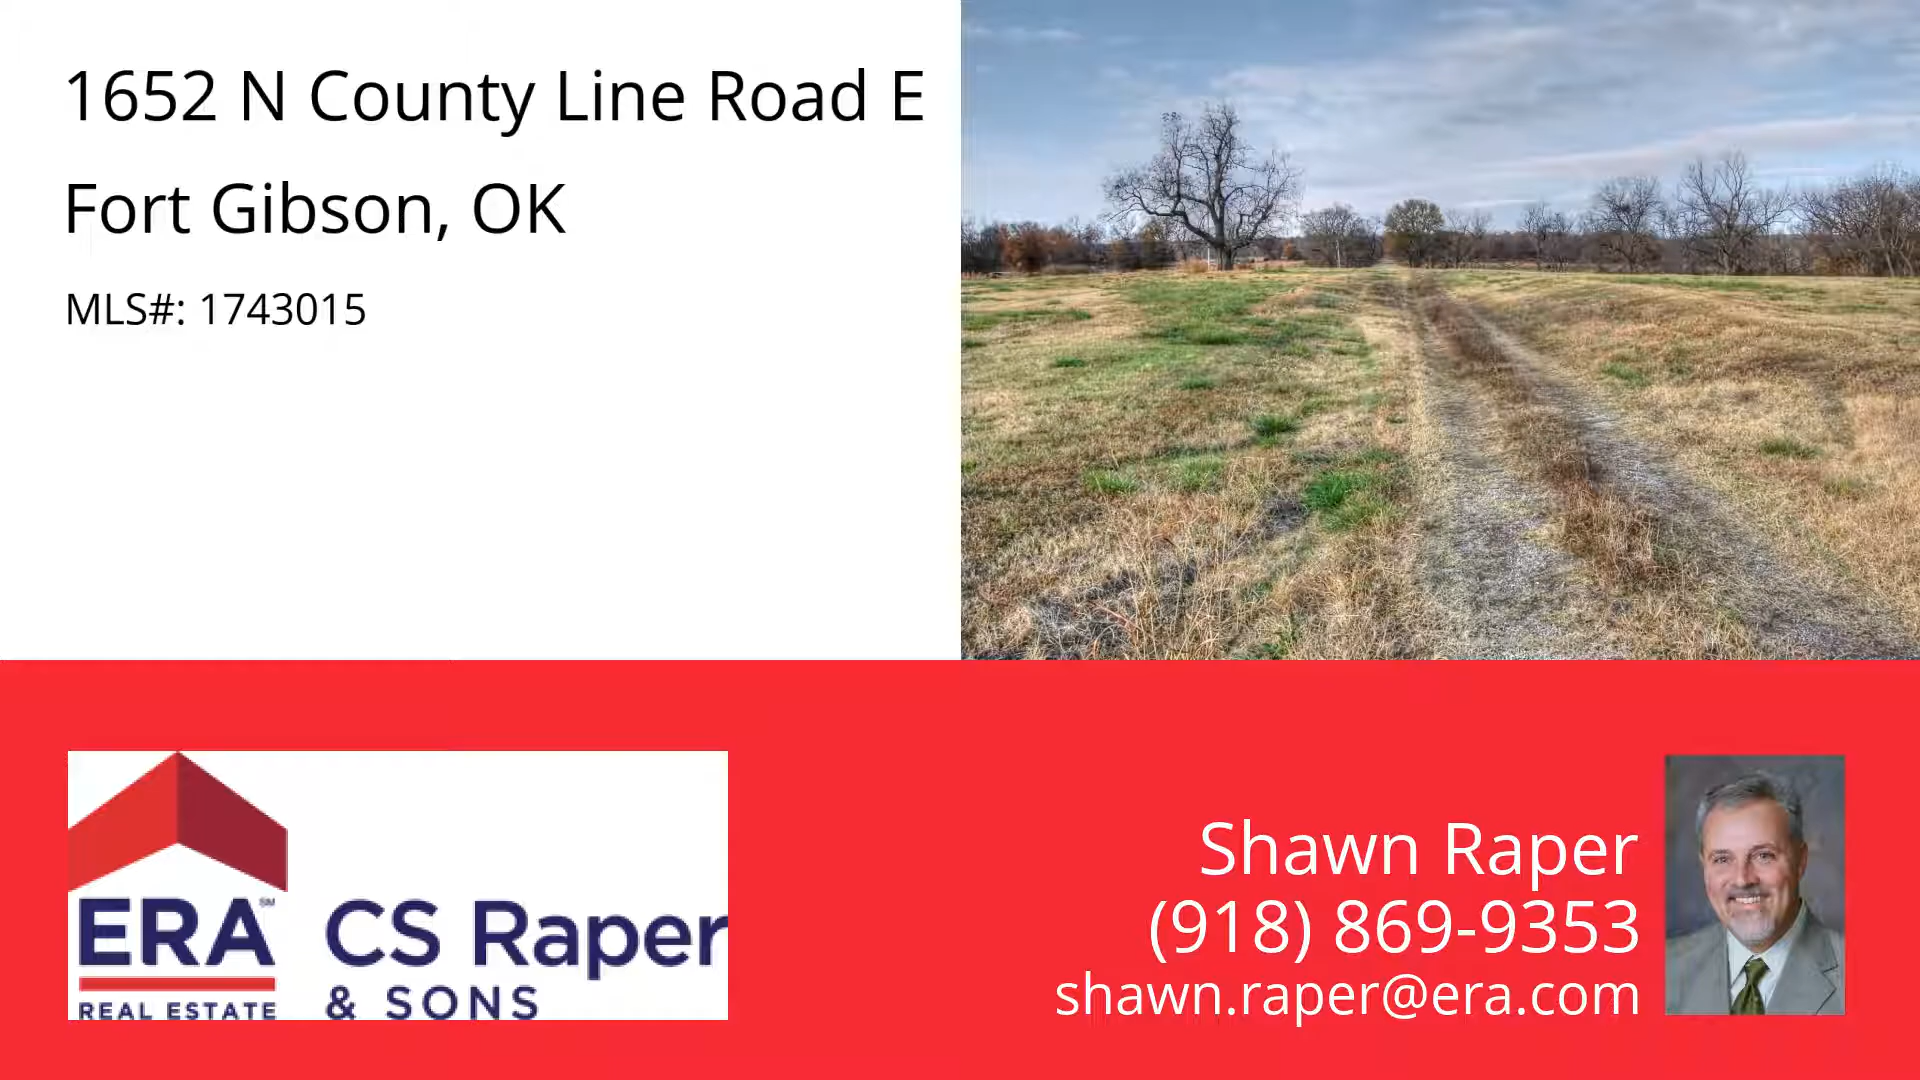 1652 N County Line Road E
Fort Gibson, OK
MLS#: 1743015
ERA℠ CS Raper
REAL ESTATE & SONS
Shawn Raper
(918) 869-9353
shawn.raper@era.com